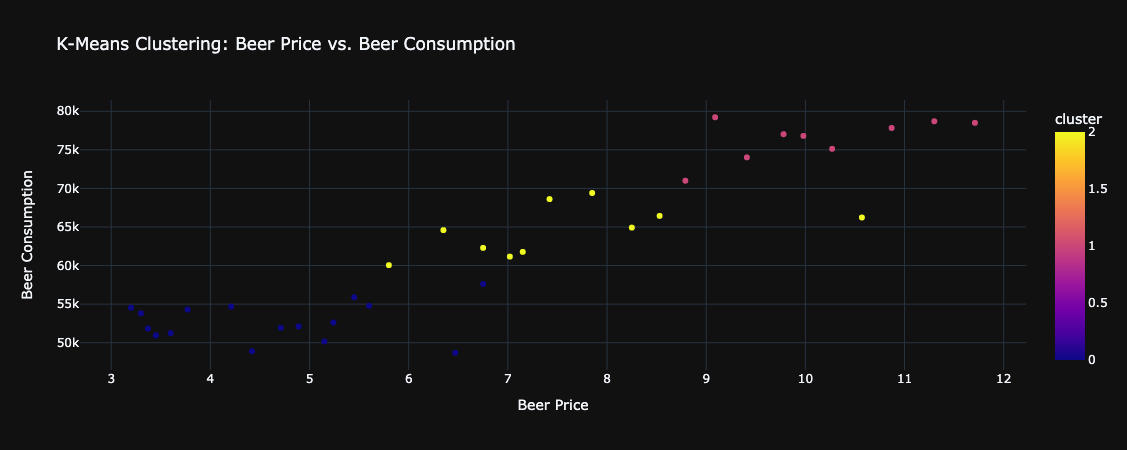 K-Means Clustering: Beer Price vs. Beer Consumption
80k
75k
70k
65k
60k
55k
50k
Beer Consumption
3 4 5 6 7 8 9 10 11 12
Beer Price
cluster
2
1.5
1
0.5
0